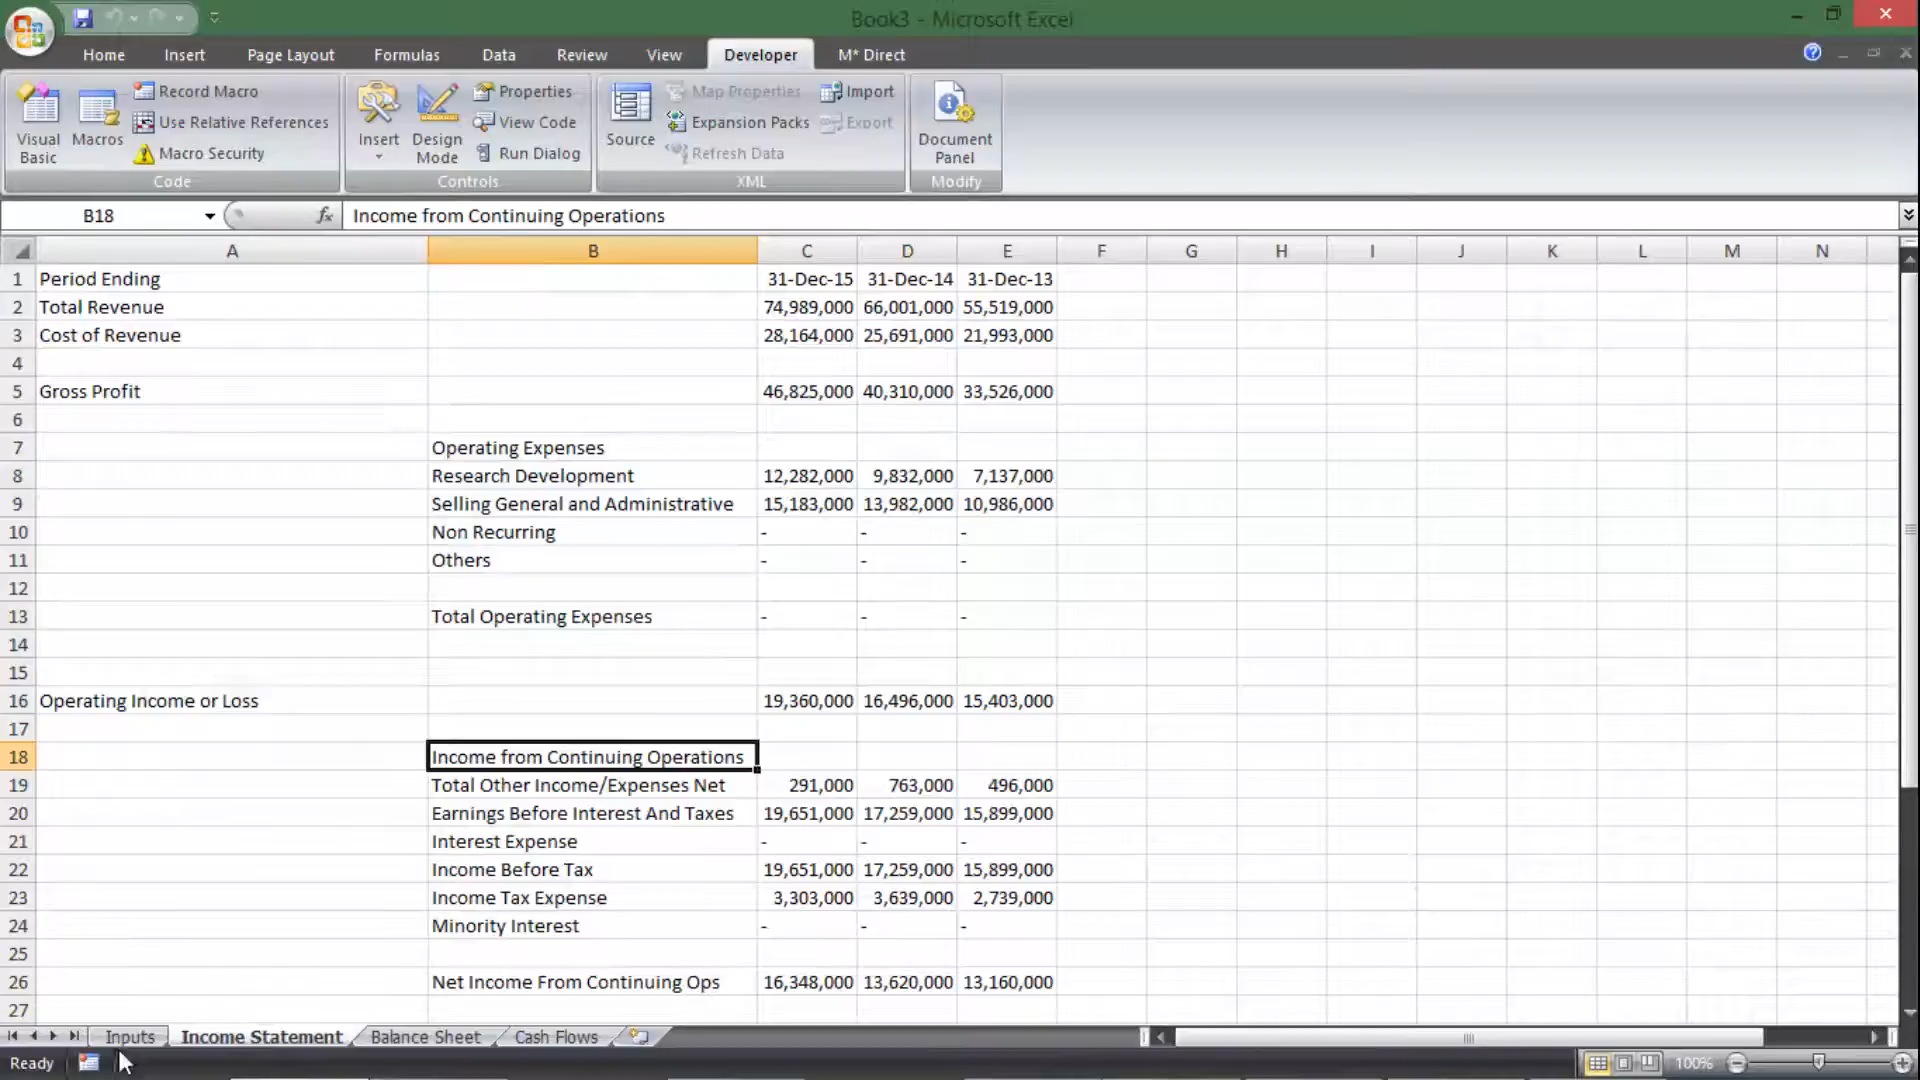 Book3 - Microsoft Excel
Home Insert Page Layout Formulas Data Review View Developer M* Direct
Visual Basic
Macros
Record Macro
Use Relative References
Macro Security
Code
Insert
Design Mode
Properties
View Code
Run Dialog
Controls
Source
Map Properties
Expansion Packs
Refresh Data
Import
Export
XML
Document Panel
Modify
B18 fx Income from Continuing Operations
A B C D E F G H I J K L M N
1 Period Ending 31-Dec-15 31-Dec-14 31-Dec-13
2 Total Revenue 74,989,000 66,001,000 55,519,000
3 Cost of Revenue 28,164,000 25,691,000 21,993,000
4
5 Gross Profit 46,825,000 40,310,000 33,526,000
6
7 Operating Expenses
8 Research Development 12,282,000 9,832,000 7,137,000
9 Selling General and Administrative 15,183,000 13,982,000 10,986,000
10 Non Recurring - - -
11 Others - - -
12
13 Total Operating Expenses - - -
14
15
16 Operating Income or Loss 19,360,000 16,496,000 15,403,000
17
18 Income from Continuing Operations
19 Total Other Income/Expenses Net 291,000 763,000 496,000
20 Earnings Before Interest And Taxes 19,651,000 17,259,000 15,899,000
21 Interest Expense - - -
22 Income Before Tax 19,651,000 17,259,000 15,899,000
23 Income Tax Expense 3,303,000 3,639,000 2,739,000
24 Minority Interest - - -
25
26 Net Income From Continuing Ops 16,348,000 13,620,000 13,160,000
27
Inputs Income Statement Balance Sheet Cash Flows
Ready 100%